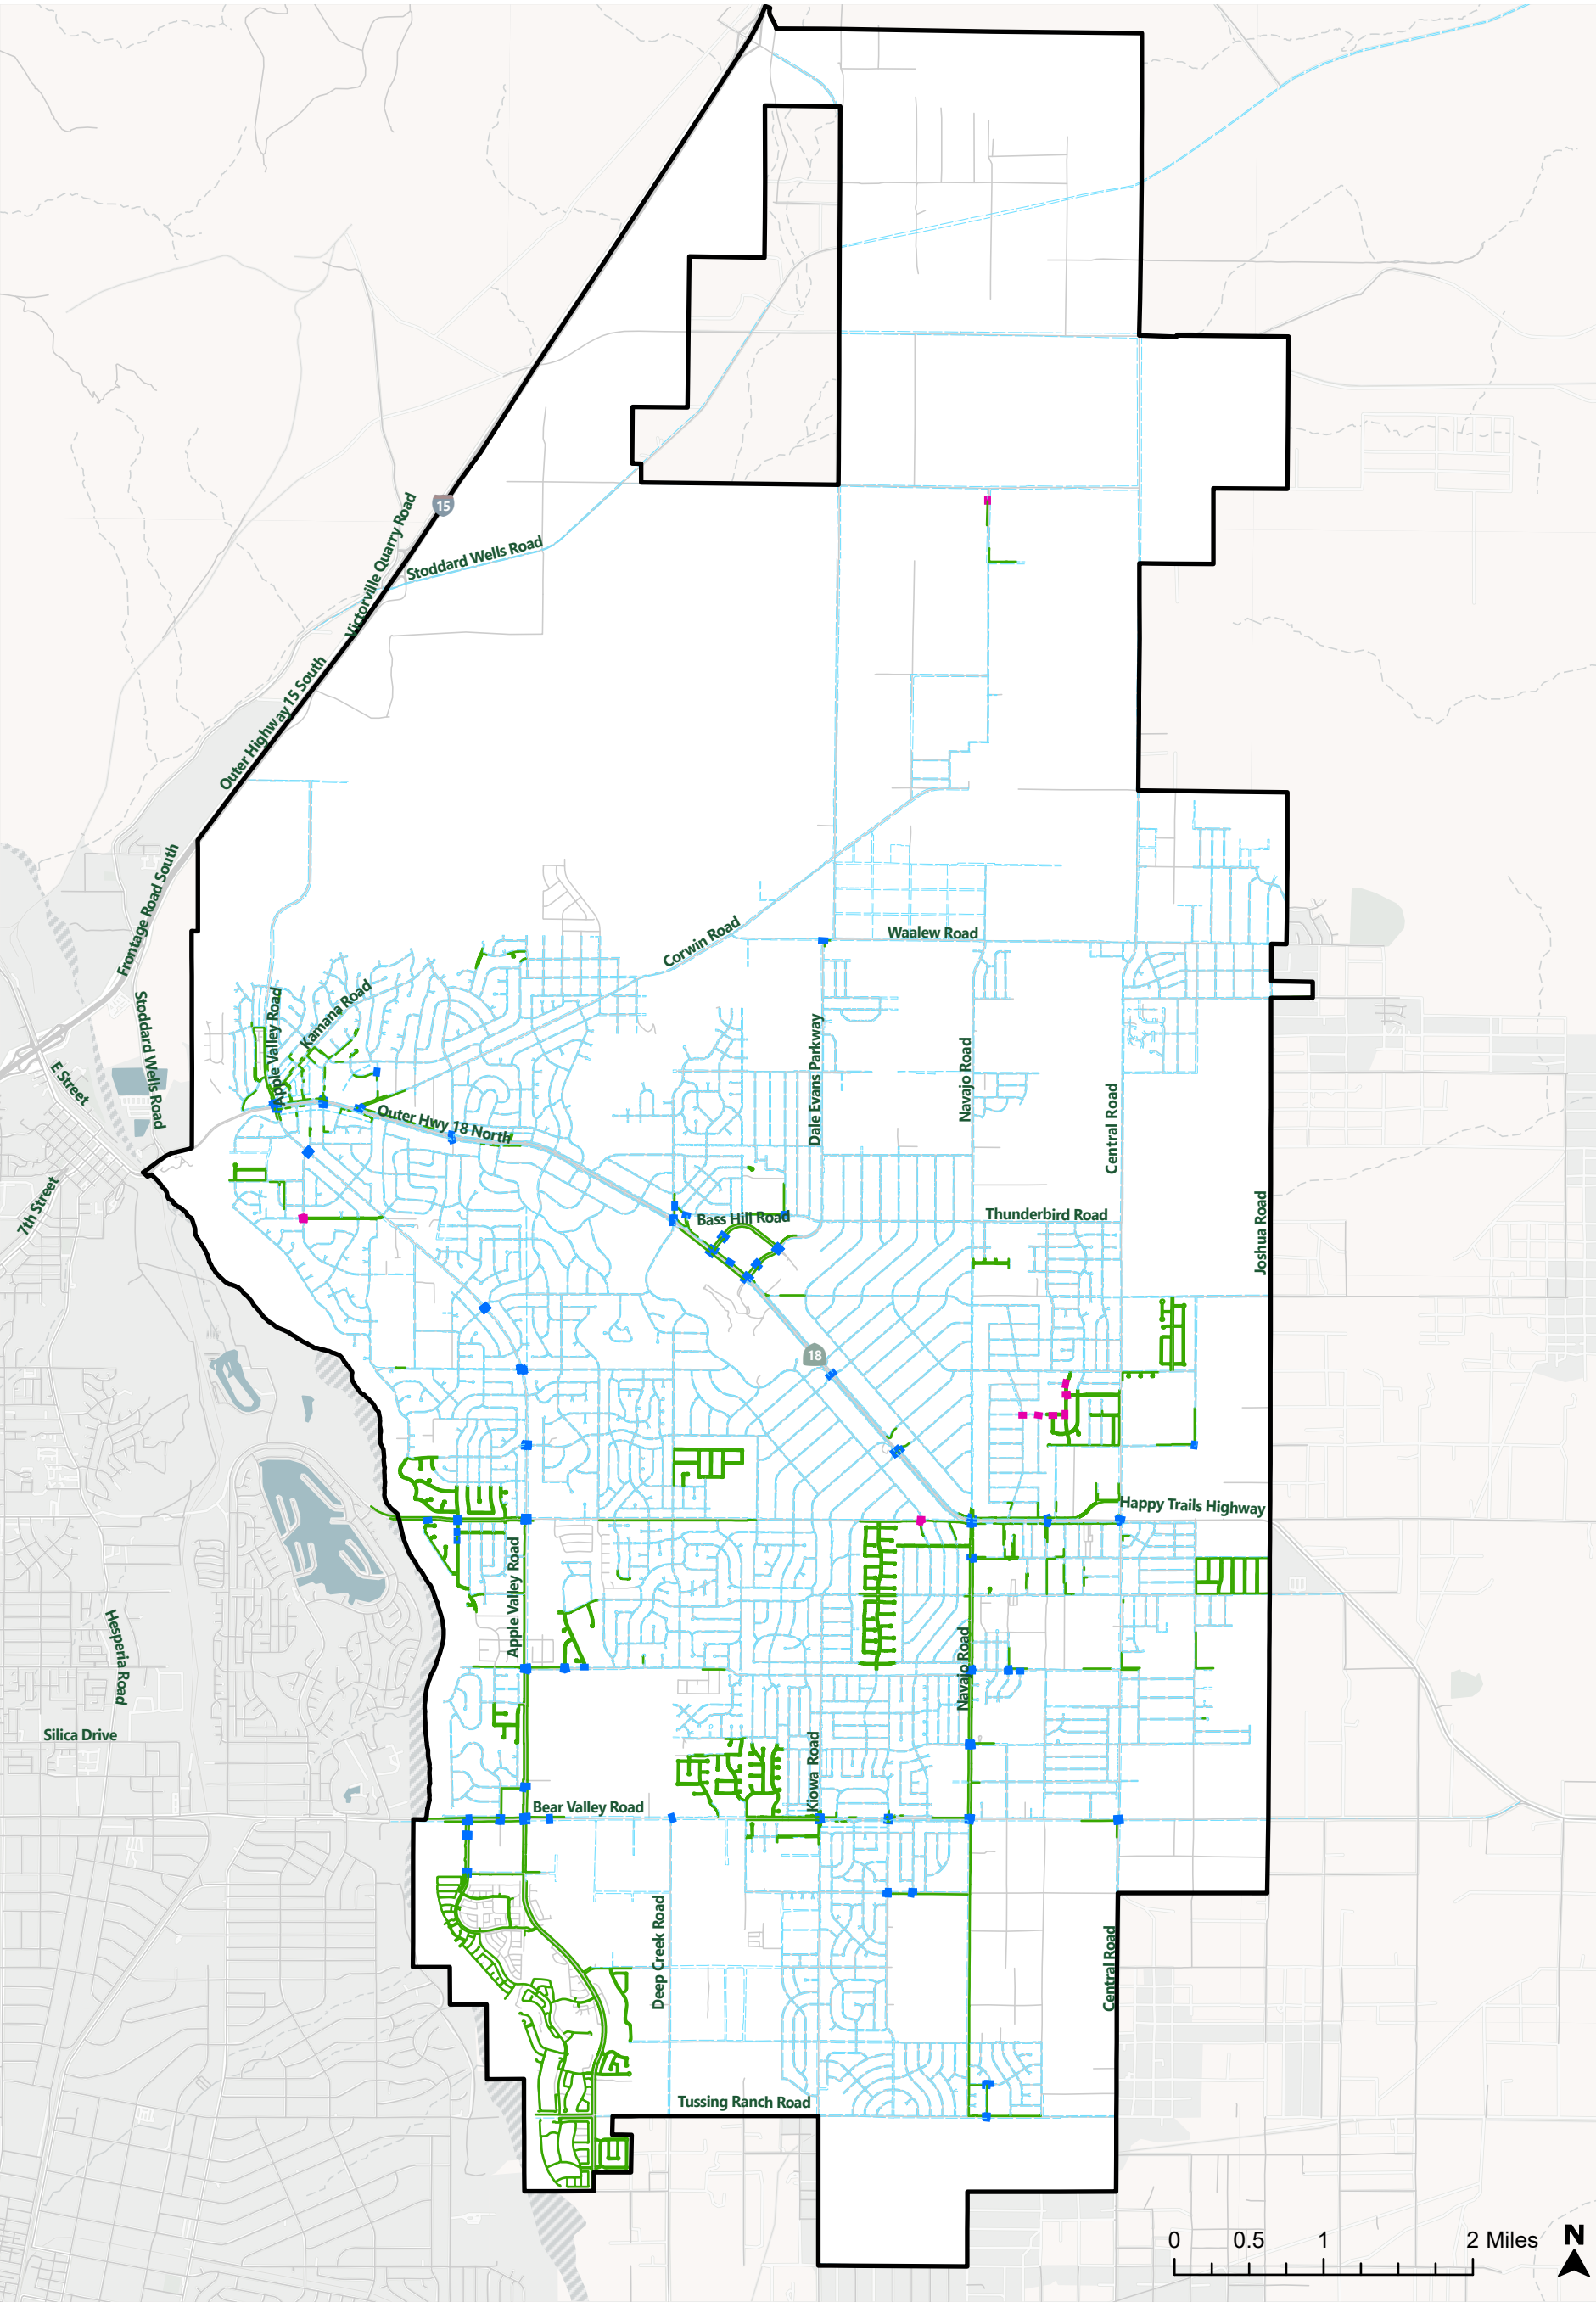 15
Victorville Quarry Road
Stoddard Wells Road
Outer Highway 15 South
Frontage Road South
Corwin Road
Waalew Road
Stoddard Wells Road
Apple Valley Road
Kamana Road
E Street
Outer Hwy 18 North
Dale Evans Parkway
Navajo Road
Central Road
7th Street
Bass Hill Road
Thunderbird Road
Joshua Road
18
Happy Trails Highway
Apple Valley Road
Hesperia Road
Navajo Road
Silica Drive
Kiowa Road
Bear Valley Road
Deep Creek Road
Central Road
Tussing Ranch Road
0 0.5 1 2 Miles
N